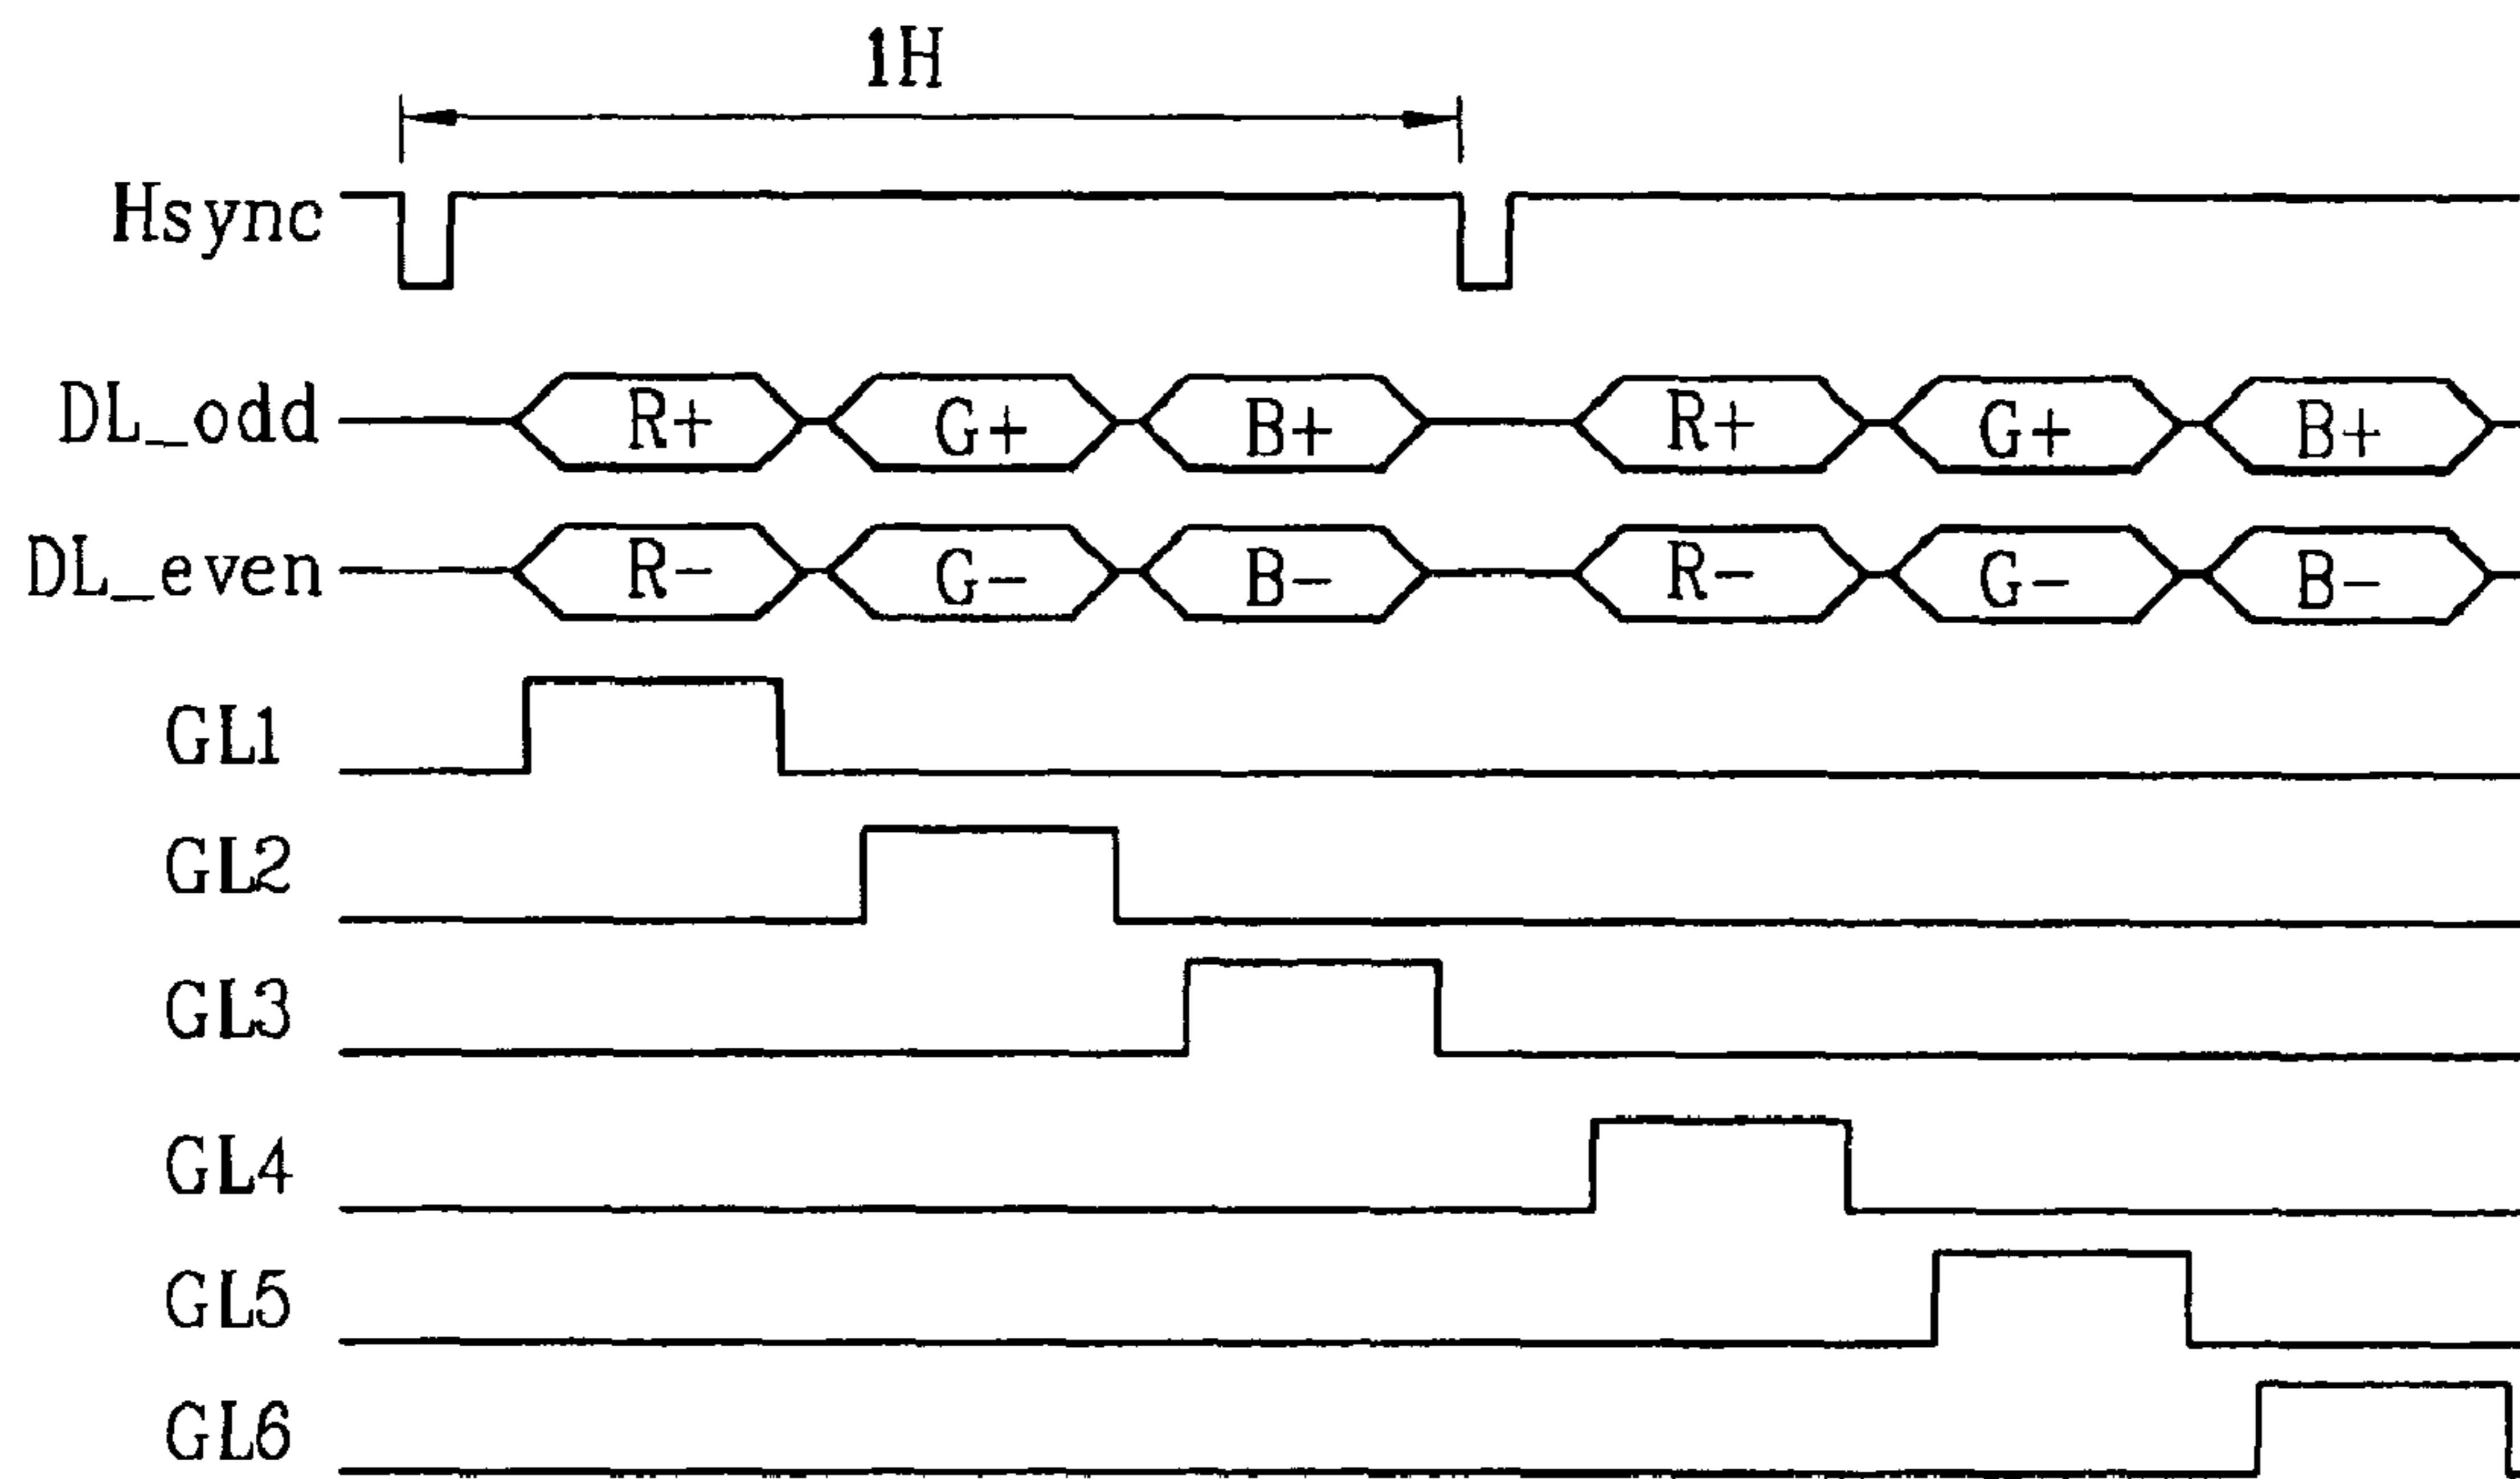 1H
Hsync
DL_odd R+ G+ B+ R+ G+ B+
DL_even R- G- B- R- G- B-
GL1
GL2
GL3
GL4
GL5
GL6